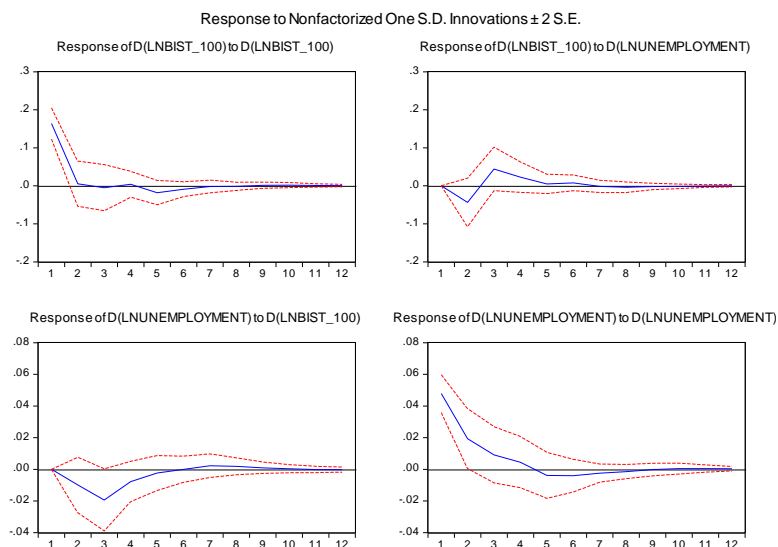 Response to Nonfactorized One S.D. Innovations ± 2 S.E.
Response of D(LNBIST_100) to D(LNBIST_100)
.3
.2
.1
.0
-.1
-.2
1 2 3 4 5 6 7 8 9 10 11 12
Response of D(LNBIST_100) to D(LNUNEMPLOYMENT)
.3
.2
.1
.0
-.1
-.2
1 2 3 4 5 6 7 8 9 10 11 12
Response of D(LNUNEMPLOYMENT) to D(LNBIST_100)
.08
.06
.04
.02
.00
-.02
-.04
1 2 3 4 5 6 7 8 9 10 11 12
Response of D(LNUNEMPLOYMENT) to D(LNUNEMPLOYMENT)
.08
.06
.04
.02
.00
-.02
-.04
1 2 3 4 5 6 7 8 9 10 11 12